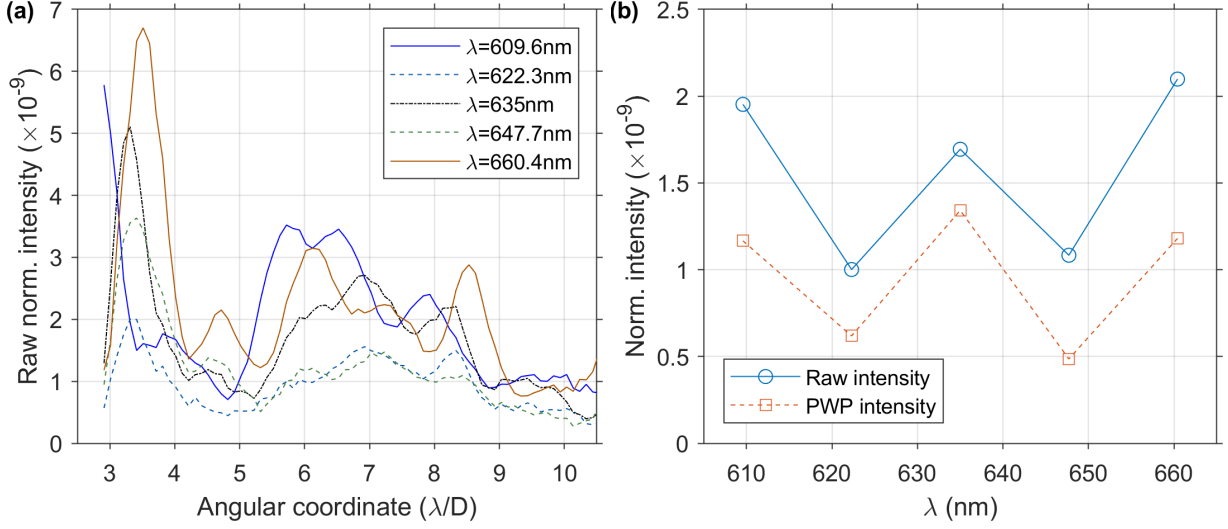 (a)
7
6
5
4
3
2
1
0
Raw norm. intensity (×10⁻⁹)
λ=609.6nm
λ=622.3nm
λ=635nm
λ=647.7nm
λ=660.4nm
3 4 5 6 7 8 9 10
Angular coordinate (λ/D)
(b)
2.5
2
1.5
1
0.5
0
Norm. intensity (×10⁻⁹)
Raw intensity
PWP intensity
610 620 630 640 650 660
λ (nm)